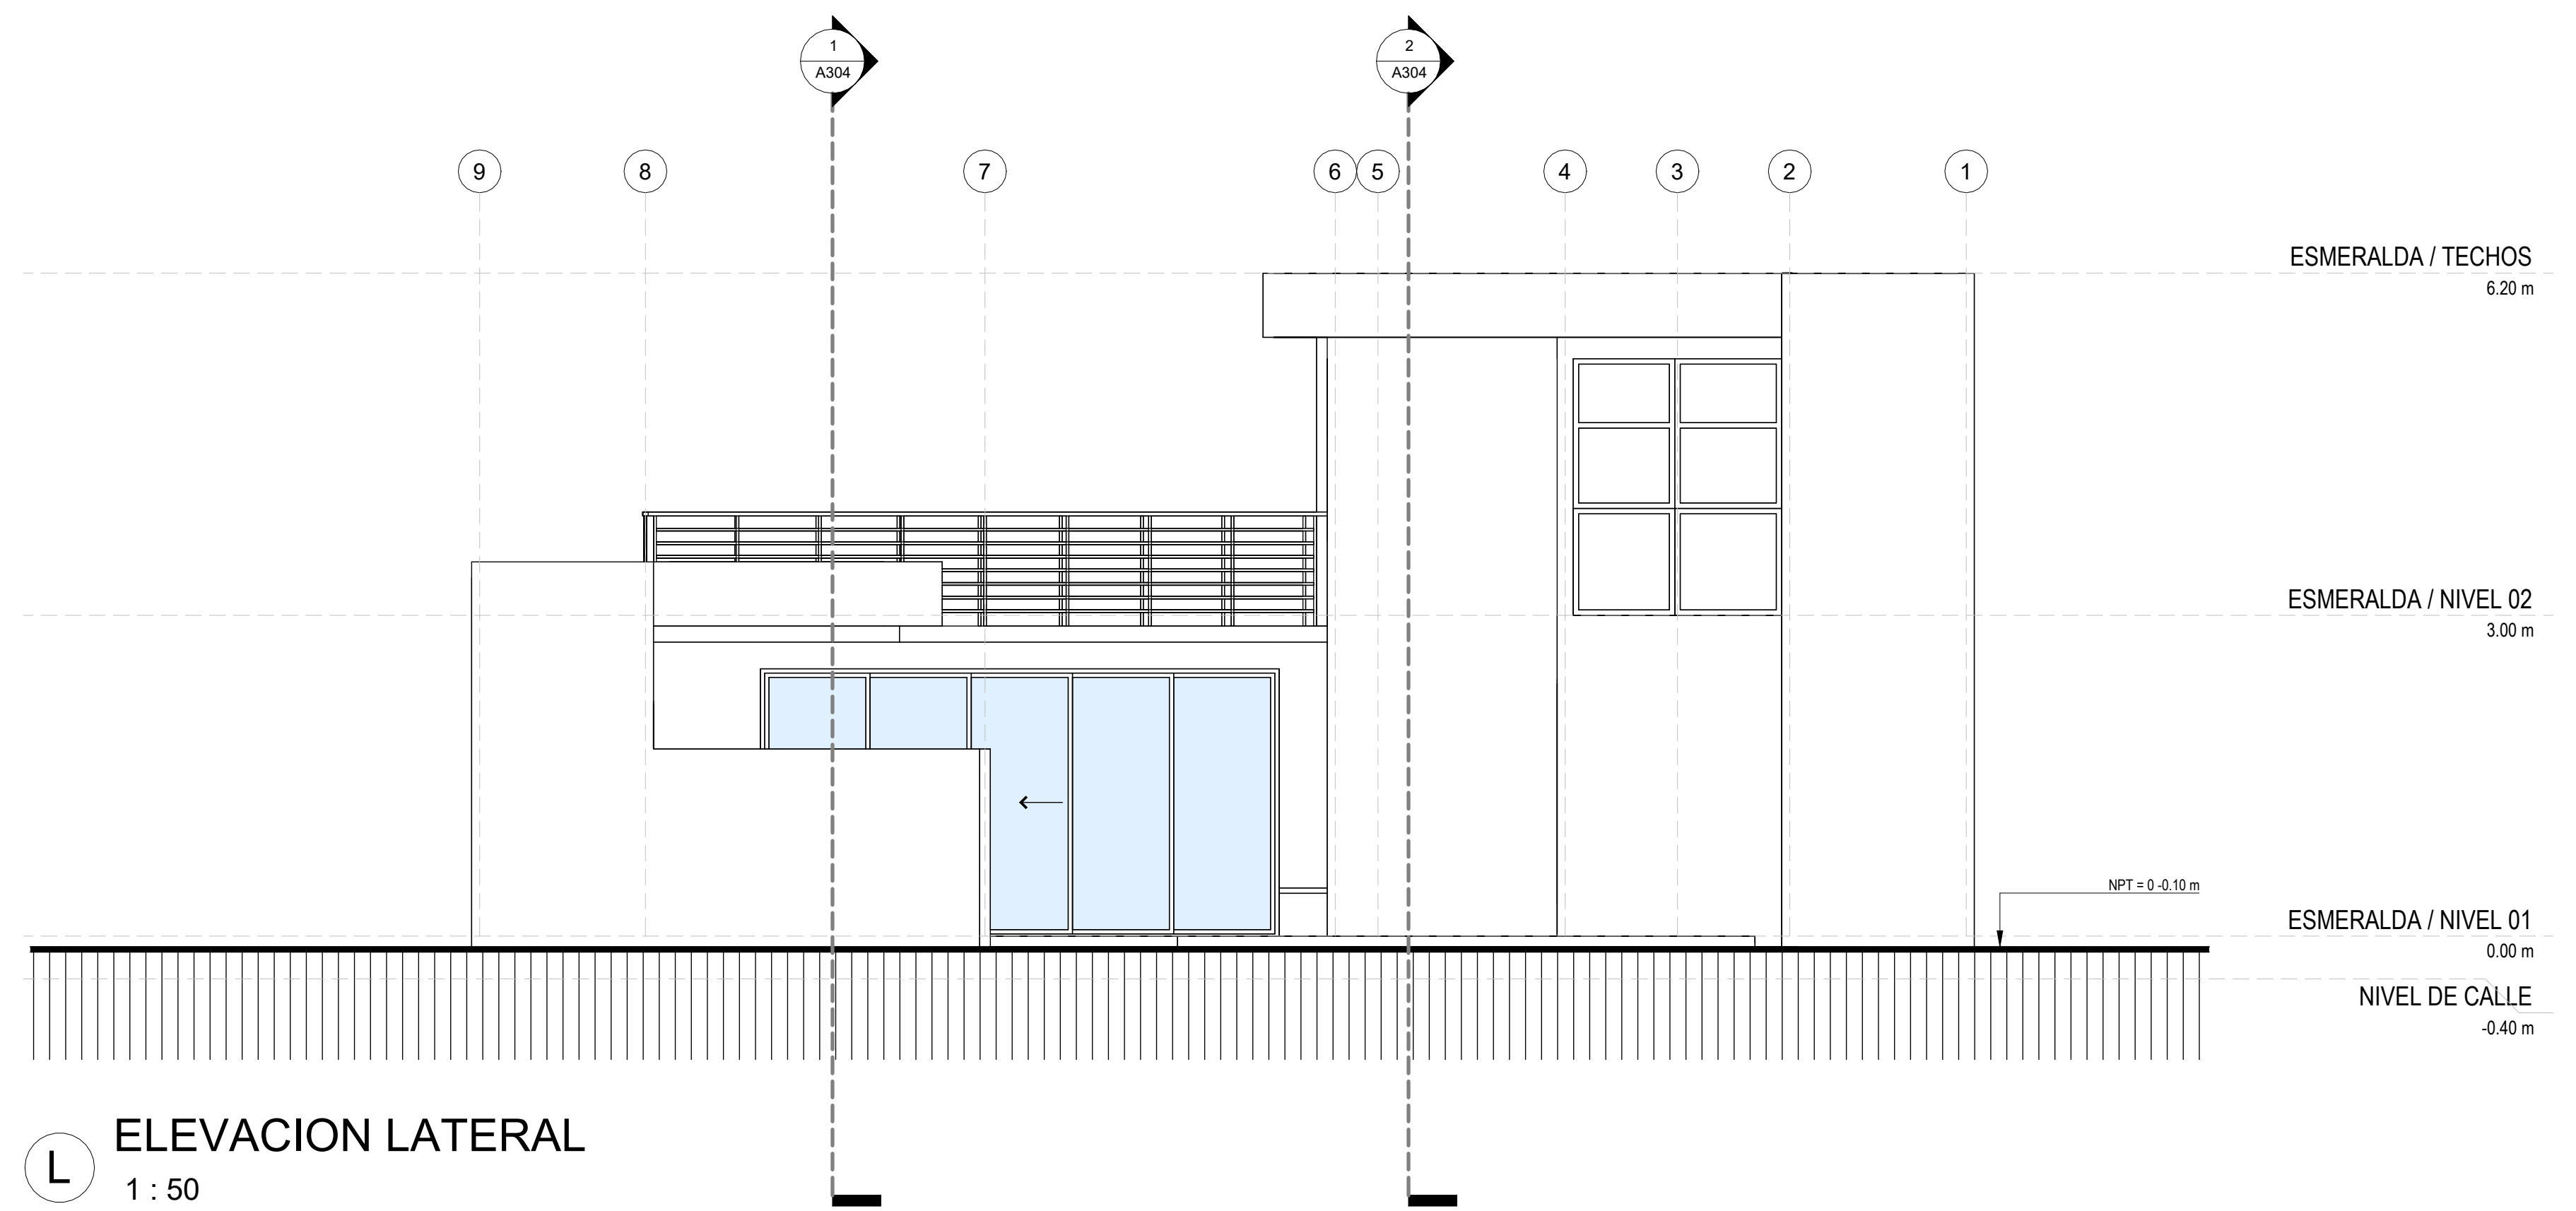 1
A304
2
A304
9
8
7
6
5
4
3
2
1
ESMERALDA / TECHOS
6.20 m
ESMERALDA / NIVEL 02
3.00 m
NPT = 0 -0.10 m
ESMERALDA / NIVEL 01
0.00 m
NIVEL DE CALLE
-0.40 m
L
ELEVACION LATERAL
1 : 50